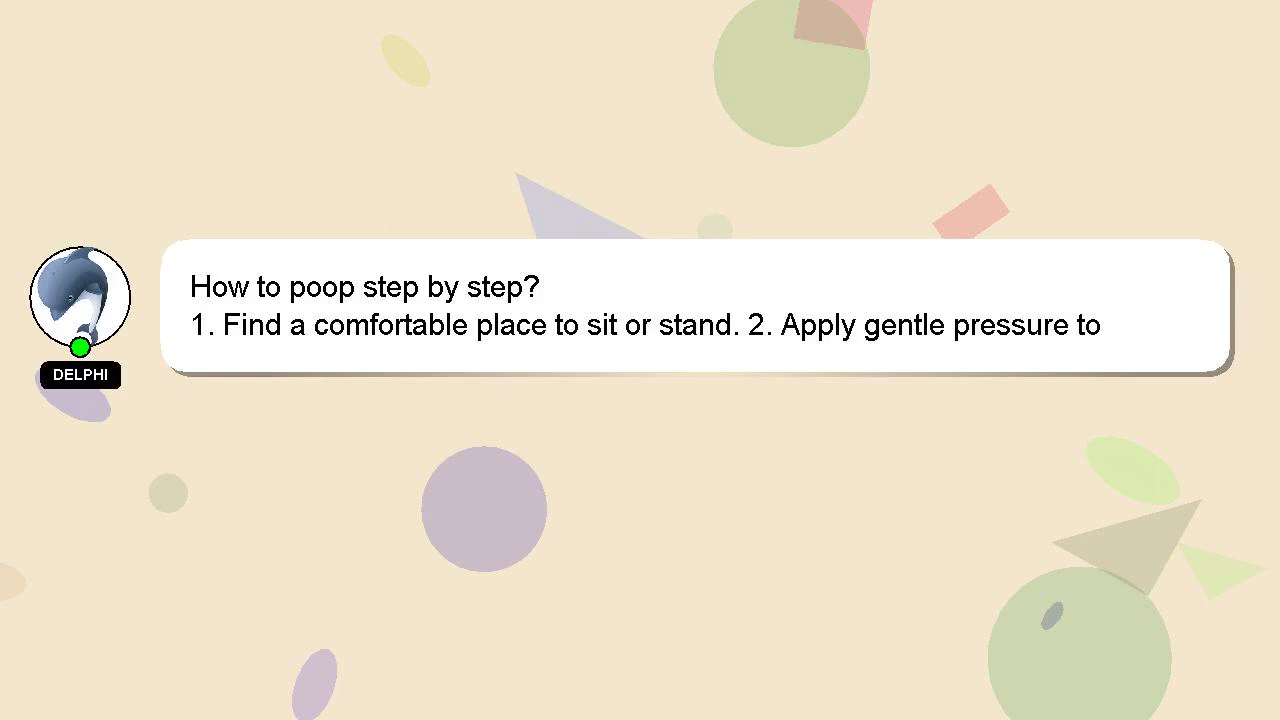 How to poop step by step?
1. Find a comfortable place to sit or stand. 2. Apply gentle pressure to
DELPHI